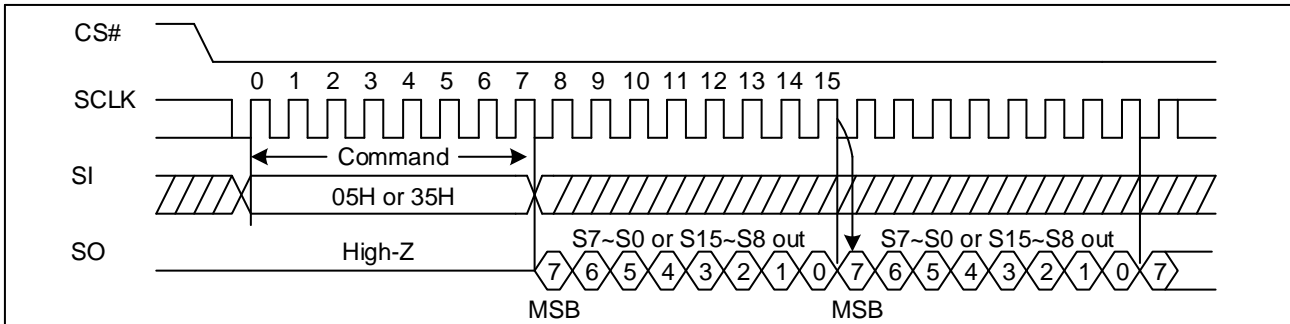 CS#
0 1 2 3 4 5 6 7 8 9 10 11 12 13 14 15
SCLK
Command
SI
05H or 35H
S7~S0 or S15~S8 out S7~S0 or S15~S8 out
SO High-Z
7 6 5 4 3 2 1 0 7 6 5 4 3 2 1 0 7
MSB MSB